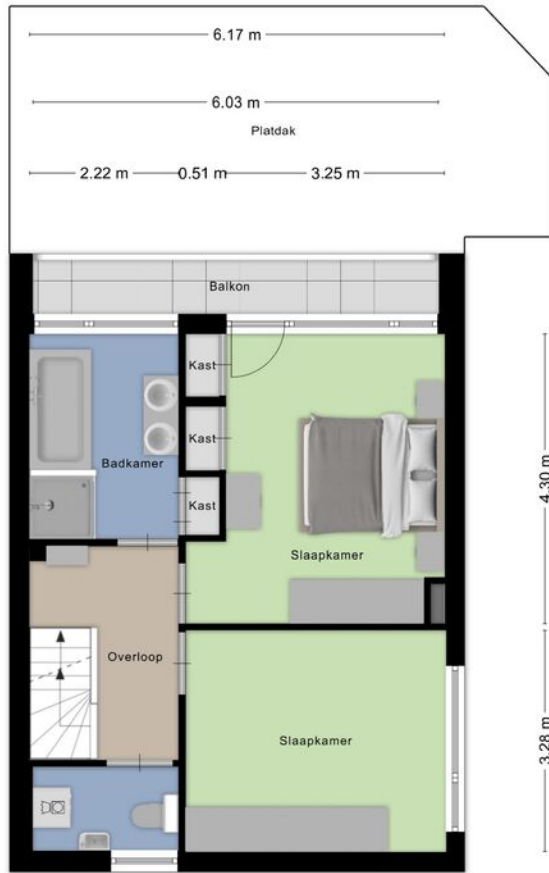 6.17 m
6.03 m
Platdak
2.22 m
0.51 m
3.25 m
Balkon
Kast
Kast
Badkamer
Kast
4.30 m
Slaapkamer
Overloop
Slaapkamer
3.28 m